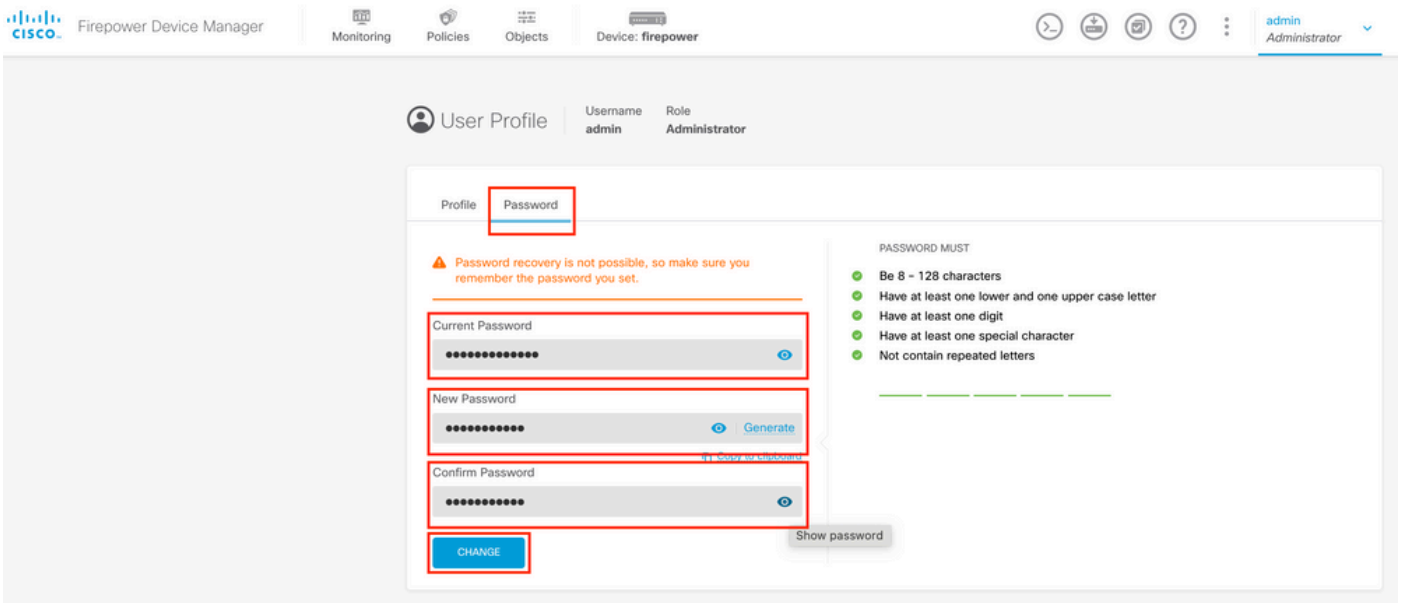 CISCO
Firepower Device Manager
Monitoring
Policies
Objects
Device: firepower
admin
Administrator
User Profile
Username
admin
Role
Administrator
Profile
Password
Password recovery is not possible, so make sure you
remember the password you set.
Current Password
New Password
Generate
Copy to clipboard
Confirm Password
Show password
CHANGE
PASSWORD MUST
Be 8 - 128 characters
Have at least one lower and one upper case letter
Have at least one digit
Have at least one special character
Not contain repeated letters